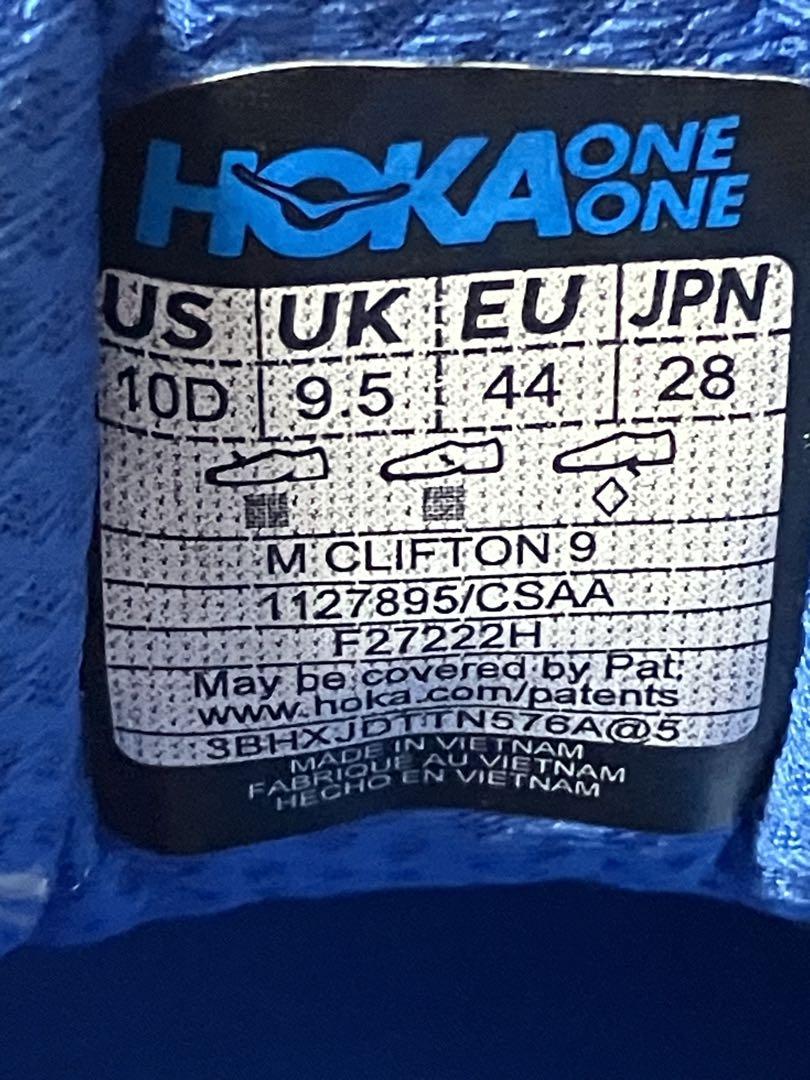 HOKA ONE ONE
US UK EU JPN
10D 9.5 44 28
M CLIFTON 9
1127895/CSAA
F27222H
May be covered by Pat:
www.hoka.com/patents
3BHXJDTTN576A@5
MADE IN VIETNAM
FABRIQUE AU VIETNAM
HECHO EN VIETNAM